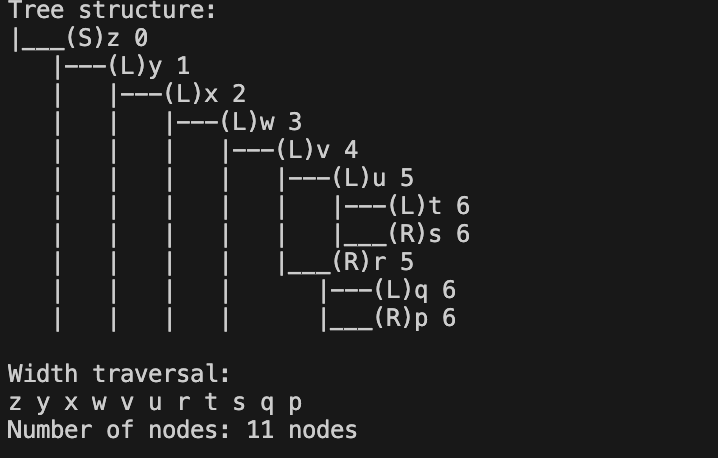 Tree structure:
|___(S)z 0
    |---(L)y 1
    |   |---(L)x 2
    |   |   |---(L)w 3
    |   |   |   |---(L)v 4
    |   |   |   |   |---(L)u 5
    |   |   |   |   |   |---(L)t 6
    |   |   |   |   |   |___(R)s 6
    |   |   |   |   |___(R)r 5
    |   |   |   |      |---(L)q 6
    |   |   |   |      |___(R)p 6
Width traversal:
z y x w v u r t s q p
Number of nodes: 11 nodes